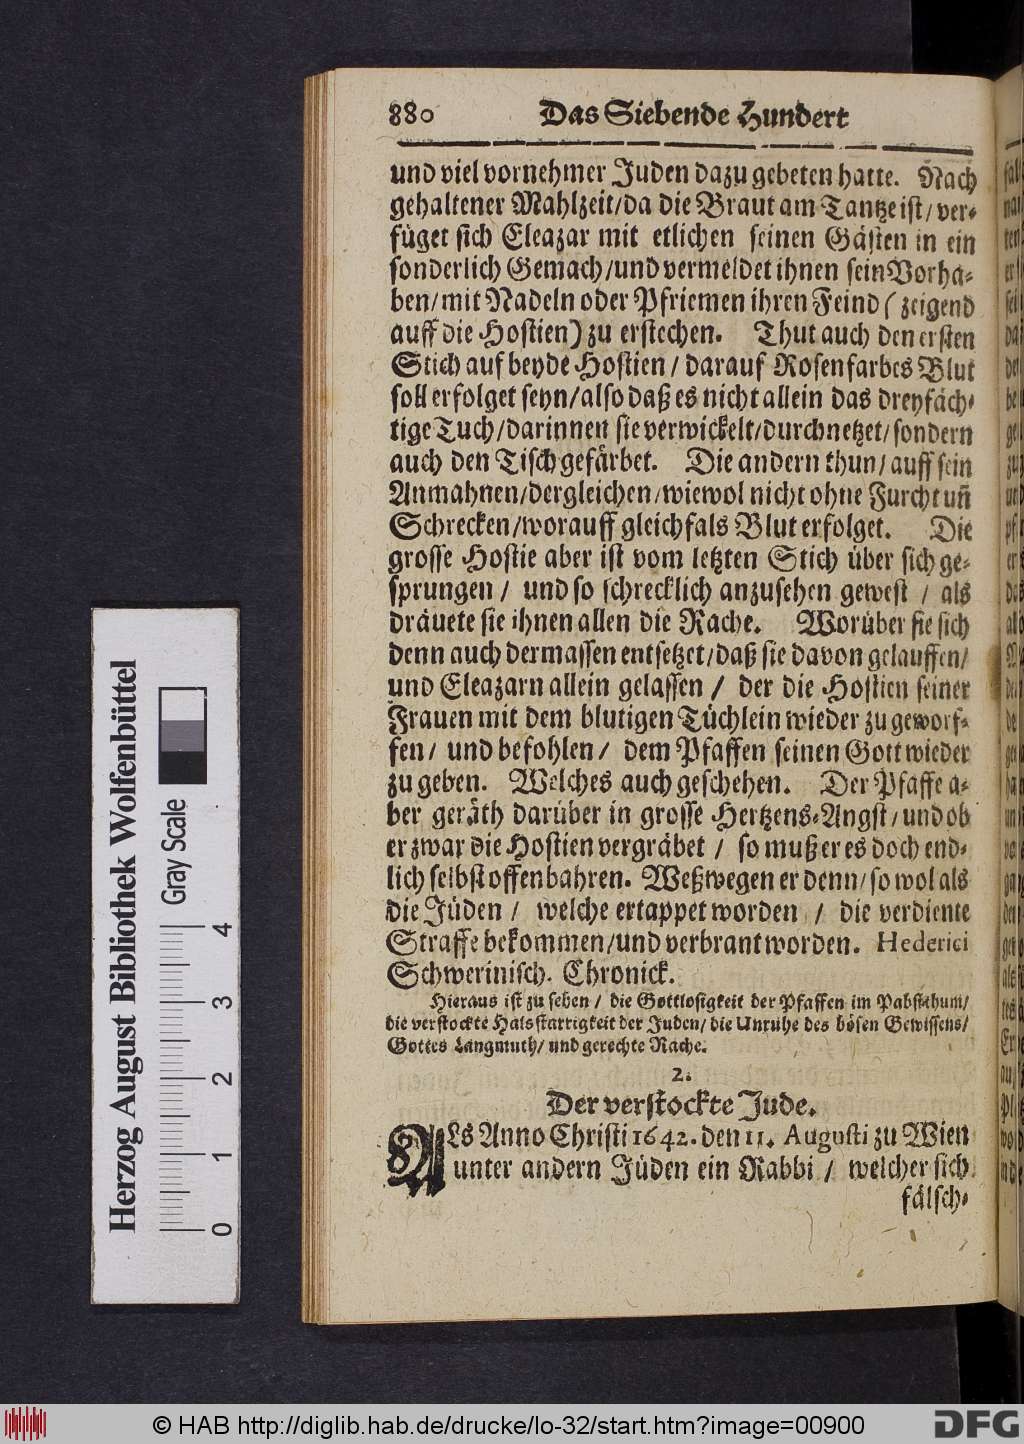 880 Das Siebende Hundert
und viel vornehmer Juden dazu gebeten hatte. Nach
gehaltener Mahlzeit/da die Braut am Tantze ist/ ver-
füget sich Eleazar mit etlichen seinen Gästen in ein
sonderlich Gemach/und vermeldet ihnen sein Vorha-
ben/mit Nadeln oder Pfriemen ihren Feind (zeigend
auff die Hostien) zu erstechen. Thut auch den ersten
Stich auf beyde Hostien/ darauf Rosenfarbes Blut
soll erfolget seyn/also daß es nicht allein das dreyfäch-
tige Tuch/darinnen sie verwickelt/durchnetzet/sondern
auch den Tisch gefärbet. Die andern thun/ auff sein
Anmahnen/dergleichen/wiewol nicht ohne Furcht uñ
Schrecken/worauff gleichfals Blut erfolget. Die
grosse Hostie aber ist vom letzten Stich über sich ge-
sprungen/ und so schrecklich anzusehen gewest / als
dräuete sie ihnen allen die Rache. Worüber sie sich
denn auch dermassen entsetzet/daß sie davon gelauffen/
und Eleazarn allein gelassen / der die Hostien seiner
Frauen mit dem blutigen Tüchlein wieder zu geworf-
fen/ und befohlen/ dem Pfaffen seinen Gott wieder
zu geben. Welches auch geschehen. Der Pfaffe a-
ber geräth darüber in grosse Hertzens-Angst/und ob
er zwar die Hostien vergräbet / so muß er es doch end-
lich selbst offenbahren. Weßwegen er denn/so wol als
die Jüden / welche ertappet worden / die verdiente
Straffe bekommen/und verbrant worden. Hederici
Schwerinisch. Chronick.
Hieraus ist zu sehen/ die Gottlosigkeit der Pfaffen im Pabstthum/
die verstockte Halsstarrigkeit der Juden/ die Unruhe des bösen Gewissens/
Gottes Langmuth/ und gerechte Rache.
2.
Der verstockte Jude.
ALs Anno Christi 1642. den 11. Augusti zu Wien
unter andern Jüden ein Rabbi / welcher sich
fälsch-
Herzog August Bibliothek Wolfenbüttel
Gray Scale
0 1 2 3 4
© HAB http://diglib.hab.de/drucke/lo-32/start.htm?image=00900
DFG